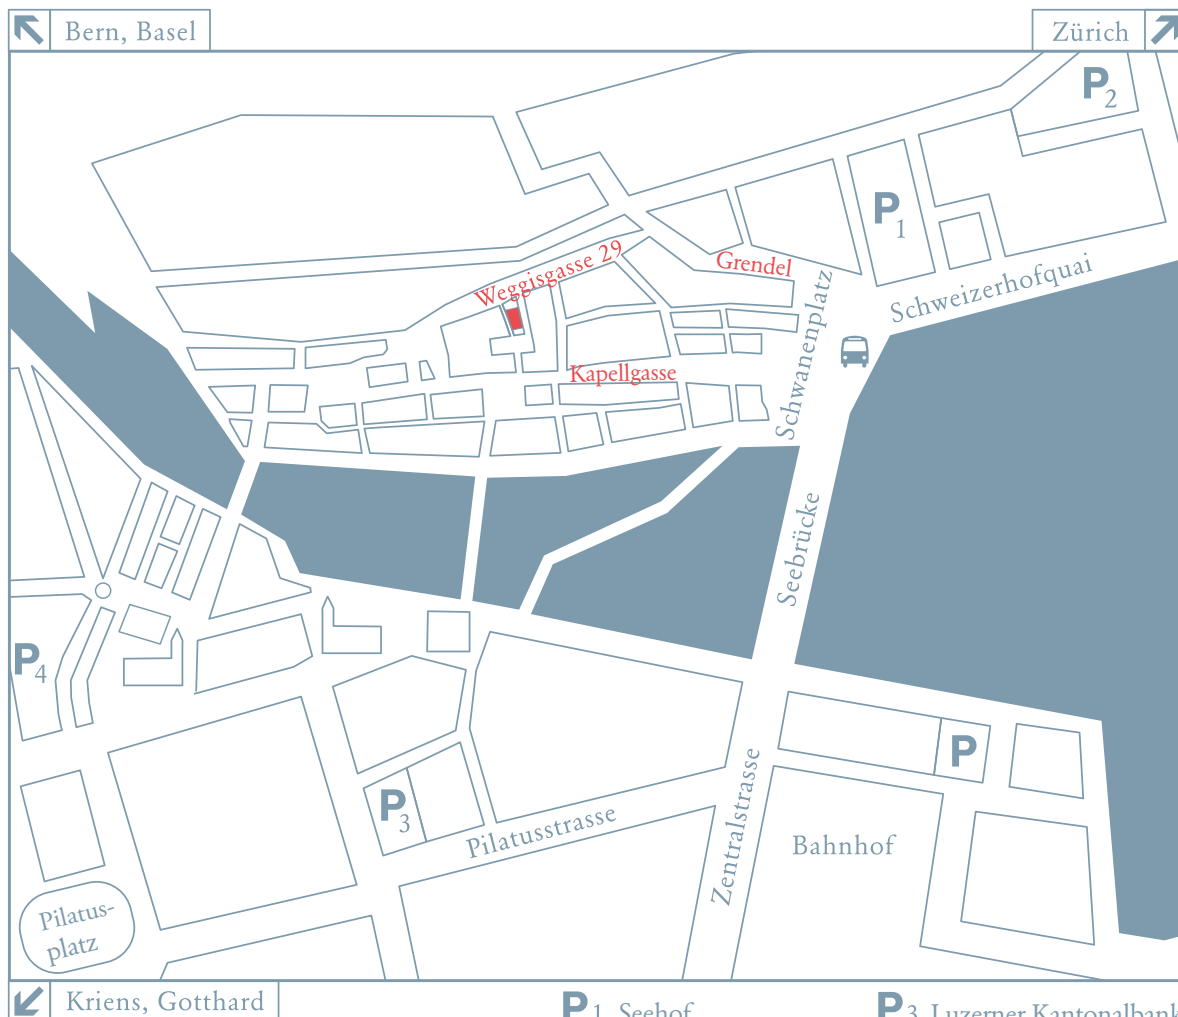 Bern, Basel
Zürich
P2
P1
Weggisgasse 29
Grendel
Schweizerhofquai
Schwanenplatz
Kapellgasse
Seebrücke
P4
P
P3
Pilatusstrasse
Zentralstrasse
Bahnhof
Pilatus-
platz
Kriens, Gotthard
P1 Seehof
P3 Luzerner Kantonalbank